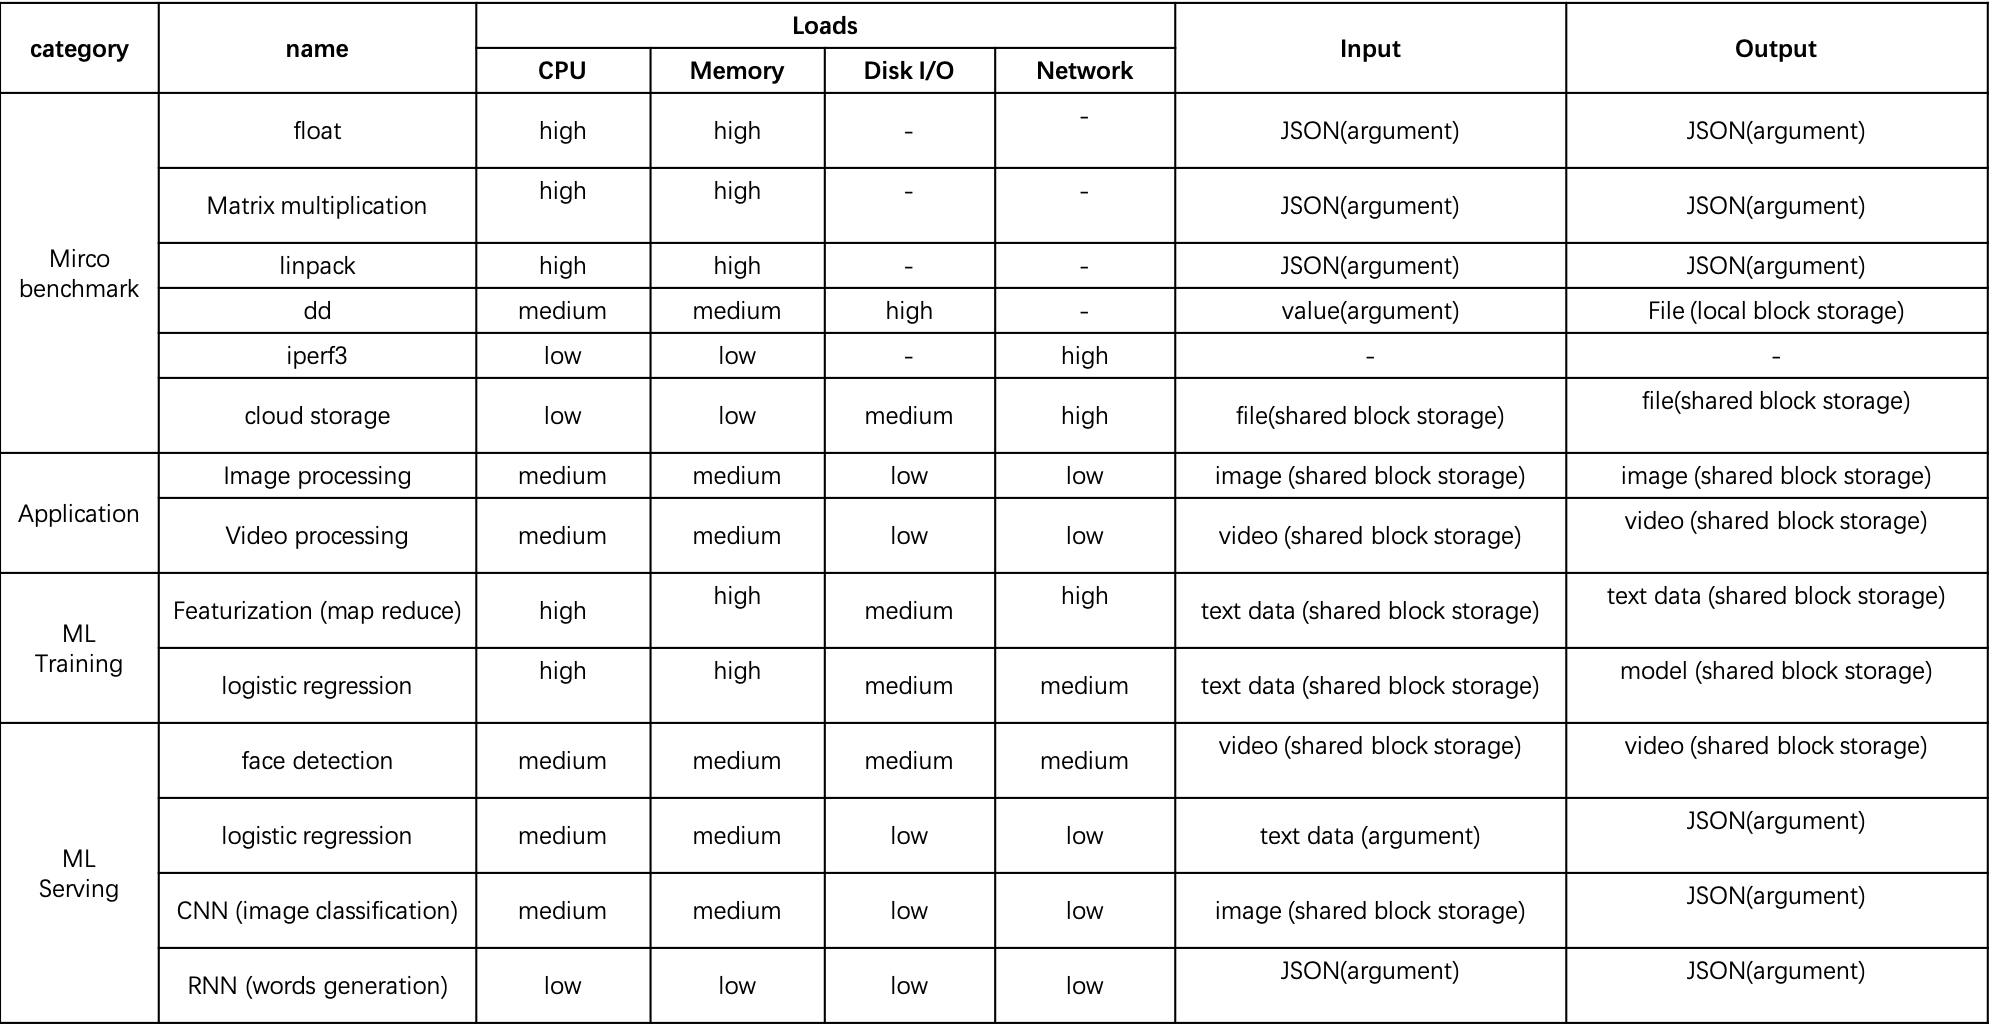 category name Loads Input Output
CPU Memory Disk I/O Network
Mirco
benchmark
float high high - - JSON(argument) JSON(argument)
Matrix multiplication high high - - JSON(argument) JSON(argument)
linpack high high - - JSON(argument) JSON(argument)
dd medium medium high - value(argument) File (local block storage)
iperf3 low low - high - -
cloud storage low low medium high file(shared block storage) file(shared block storage)
Application
Image processing medium medium low low image (shared block storage) image (shared block storage)
Video processing medium medium low low video (shared block storage) video (shared block storage)
ML
Training
Featurization (map reduce) high high medium high text data (shared block storage) text data (shared block storage)
logistic regression high high medium medium text data (shared block storage) model (shared block storage)
ML
Serving
face detection medium medium medium medium video (shared block storage) video (shared block storage)
logistic regression medium medium low low text data (argument) JSON(argument)
CNN (image classification) medium medium low low image (shared block storage) JSON(argument)
RNN (words generation) low low low low JSON(argument) JSON(argument)